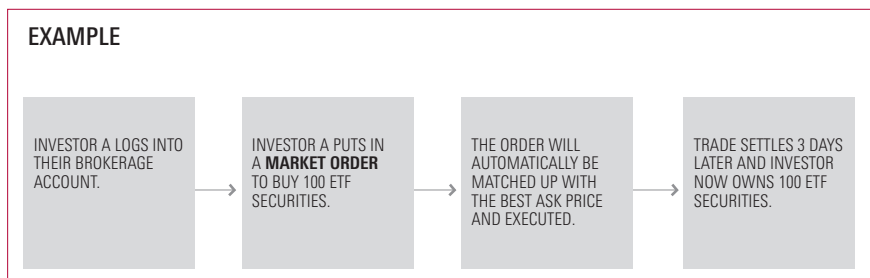 EXAMPLE
INVESTOR A LOGS INTO
THEIR BROKERAGE
ACCOUNT.
INVESTOR A PUTS IN
A MARKET ORDER
TO BUY 100 ETF
SECURITIES.
THE ORDER WILL
AUTOMATICALLY BE
MATCHED UP WITH
THE BEST ASK PRICE
AND EXECUTED.
TRADE SETTLES 3 DAYS
LATER AND INVESTOR
NOW OWNS 100 ETF
SECURITIES.